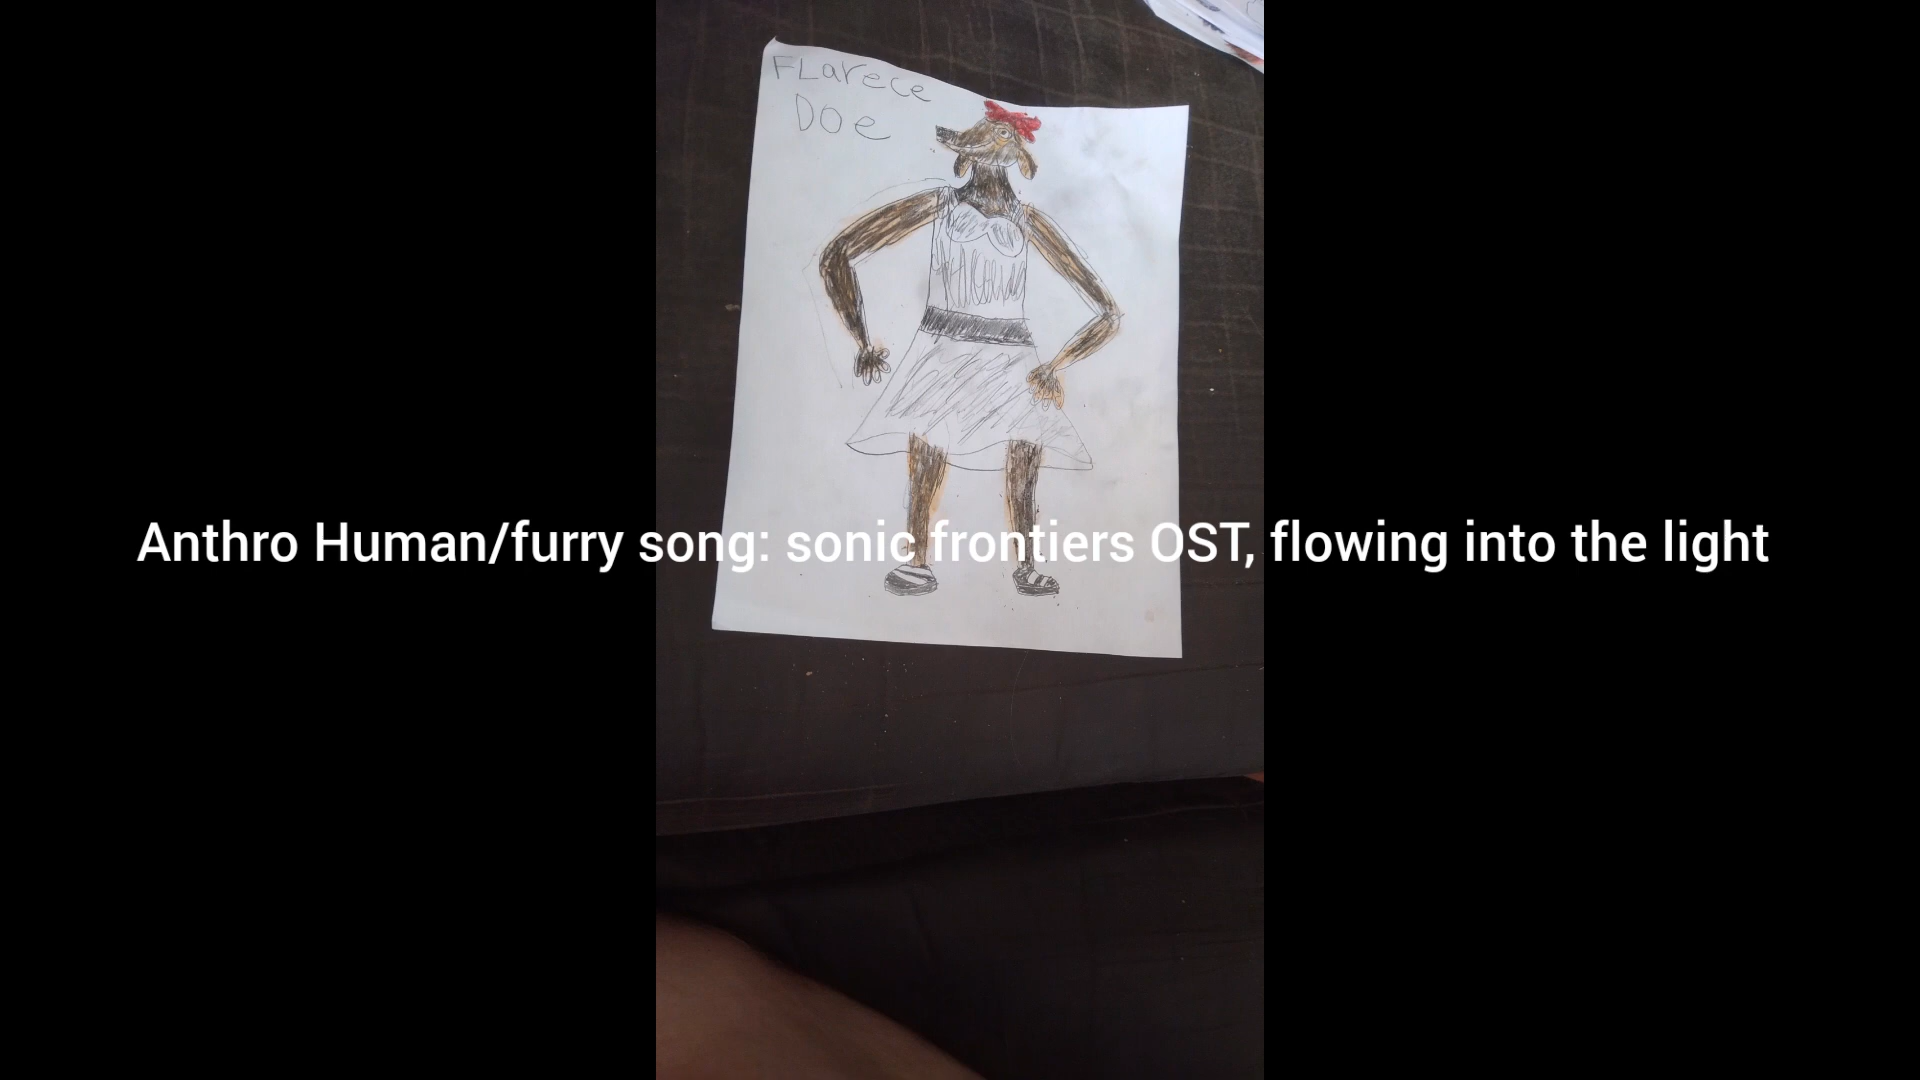 FLarece
Doe
Anthro Human/furry song: sonic frontiers OST, flowing into the light